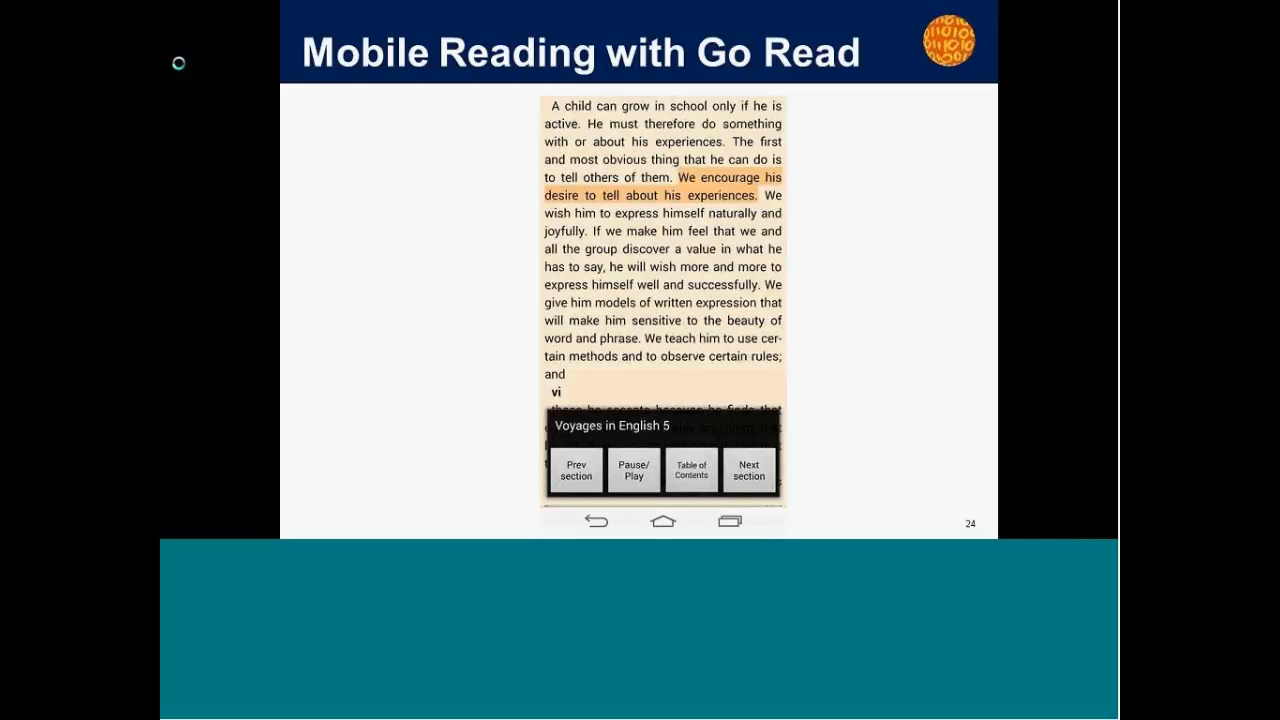 Mobile Reading with Go Read
A child can grow in school only if he is
active. He must therefore do something
with or about his experiences. The first
and most obvious thing that he can do is
to tell others of them. We encourage his
desire to tell about his experiences. We
wish him to express himself naturally and
joyfully. If we make him feel that we and
all the group discover a value in what he
has to say, he will wish more and more to
express himself well and successfully. We
give him models of written expression that
will make him sensitive to the beauty of
word and phrase. We teach him to use cer-
tain methods and to observe certain rules;
and
vi
Voyages in English 5
Prev
section
Pause/
Play
Table of
Contents
Next
section
24